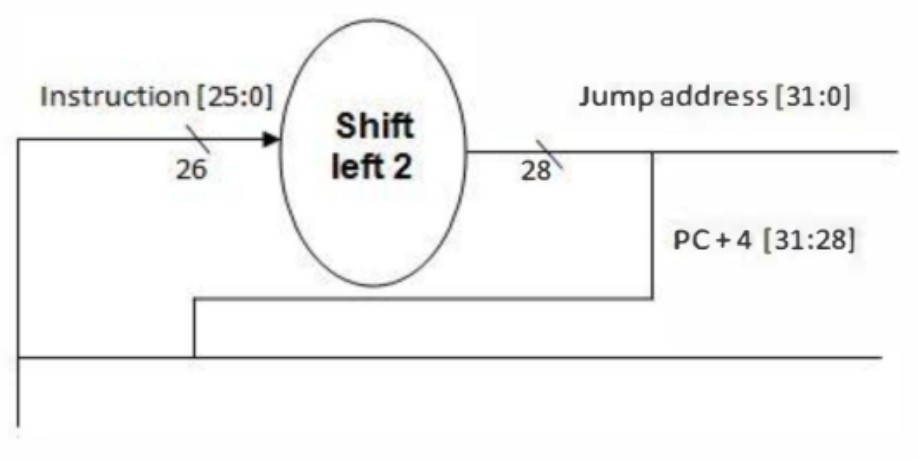 Instruction [25:0]
Jump address [31:0]
Shift
left 2
26
28
PC + 4 [31:28]